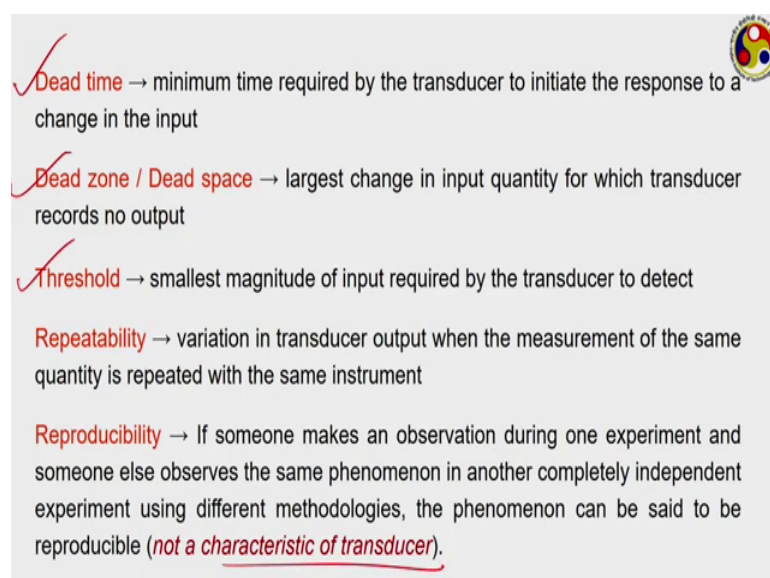 Dead time → minimum time required by the transducer to initiate the response to a
change in the input
Dead zone / Dead space → largest change in input quantity for which transducer
records no output
Threshold → smallest magnitude of input required by the transducer to detect
Repeatability → variation in transducer output when the measurement of the same
quantity is repeated with the same instrument
Reproducibility → If someone makes an observation during one experiment and
someone else observes the same phenomenon in another completely independent
experiment using different methodologies, the phenomenon can be said to be
reproducible (not a characteristic of transducer).